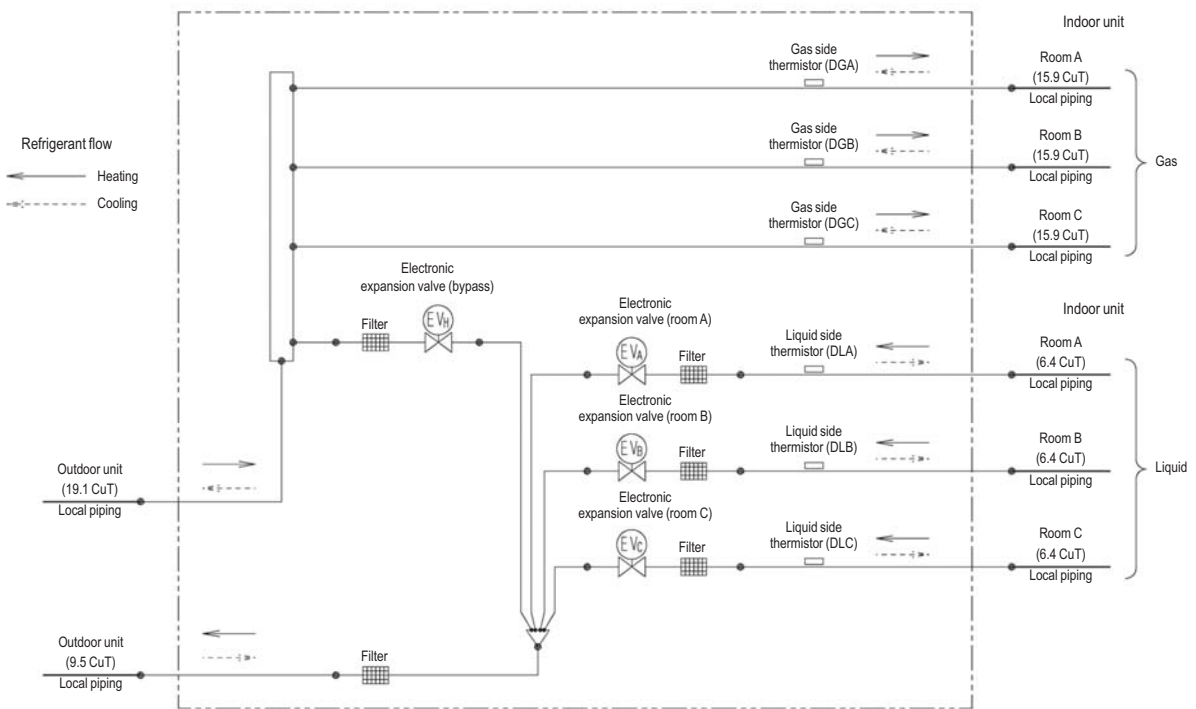 Indoor unit
Gas side
thermistor (DGA)
Room A
(15.9 CuT)
Local piping
Refrigerant flow
Heating
Cooling
Gas side
thermistor (DGB)
Room B
(15.9 CuT)
Local piping
Gas
Gas side
thermistor (DGC)
Room C
(15.9 CuT)
Local piping
Electronic
expansion valve (bypass)
Filter
EVH
Indoor unit
Electronic
expansion valve (room A)
EVA
Filter
Liquid side
thermistor (DLA)
Room A
(6.4 CuT)
Local piping
Electronic
expansion valve (room B)
EVB
Filter
Liquid side
thermistor (DLB)
Room B
(6.4 CuT)
Local piping
Liquid
Outdoor unit
(19.1 CuT)
Local piping
Electronic
expansion valve (room C)
EVC
Filter
Liquid side
thermistor (DLC)
Room C
(6.4 CuT)
Local piping
Outdoor unit
(9.5 CuT)
Local piping
Filter